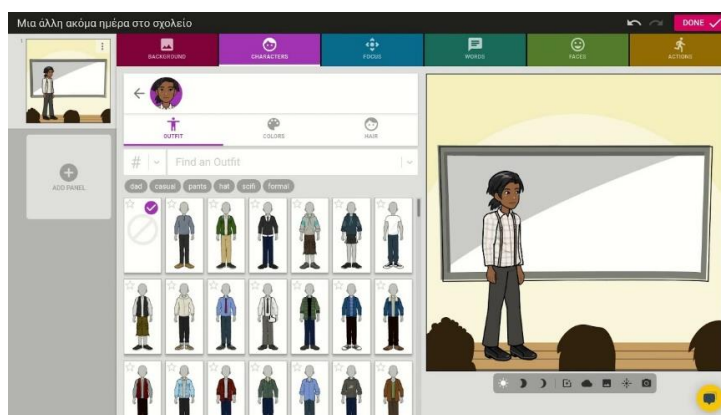 Μια άλλη ακόμα ημέρα στο σχολείο
DONE
1
BACKGROUND
CHARACTERS
FOCUS
WORDS
FACES
ACTIONS
OUTFIT
COLORS
HAIR
# Find an Outfit
dad casual pants hat scifi formal
ADD PANEL